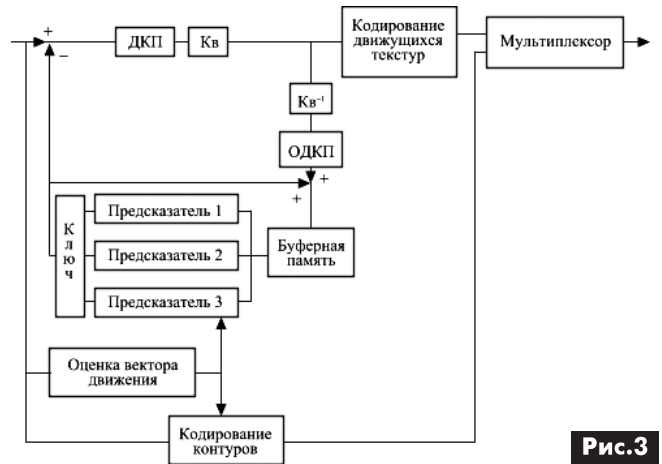 +
−
ДКП
Кв
Кодирование
движущихся
текстур
Мультиплексор
Кв⁻¹
ОДКП
+
+
К
л
ю
ч
Предсказатель 1
Предсказатель 2
Предсказатель 3
Буферная
память
Оценка вектора
движения
Кодирование
контуров
Рис.3